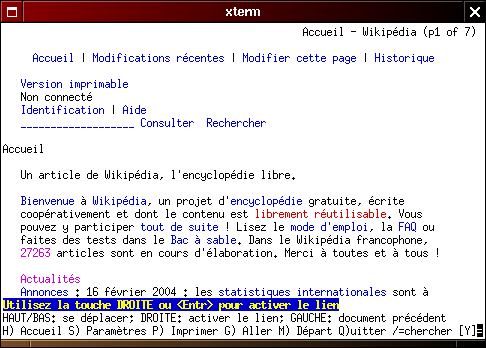 xterm
Accueil - Wikipédia (p1 of 7)
Accueil | Modifications récentes | Modifier cette page | Historique
Version imprimable
Non connecté
Identification | Aide
___________________ Consulter Rechercher
Accueil
Un article de Wikipédia, l'encyclopédie libre.
Bienvenue à Wikipédia, un projet d'encyclopédie gratuite, écrite
coopérativement et dont le contenu est librement réutilisable. Vous
pouvez y participer tout de suite ! Lisez le mode d'emploi, la FAQ ou
faites des tests dans le Bac à sable. Dans le Wikipédia francophone,
27263 articles sont en cours d'élaboration. Merci à toutes et à tous !
Actualités
Annonces : 16 février 2004 : les statistiques internationales sont à
Utilisez la touche DROITE ou <Entr> pour activer le lien
HAUT/BAS: se déplacer; DROITE: activer le lien; GAUCHE: document précédent
H) Accueil S) Paramètres P) Imprimer G) Aller M) Départ Q)uitter /=chercher [Y]